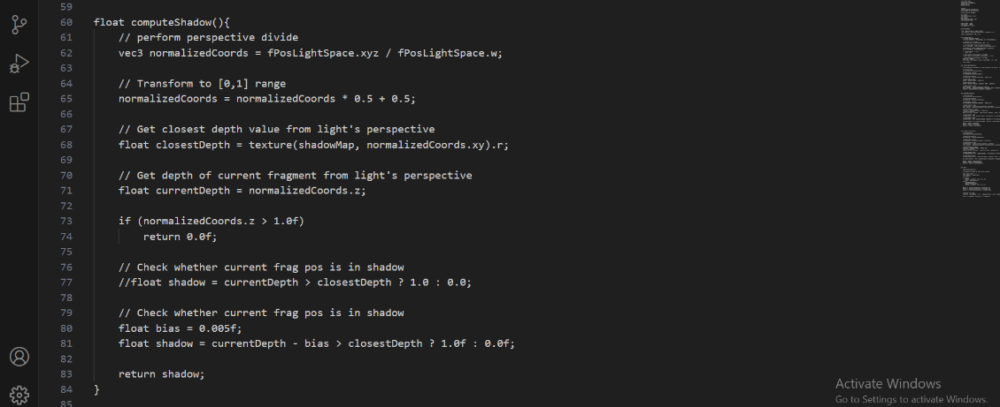 59
60 float computeShadow(){
61 // perform perspective divide
62 vec3 normalizedCoords = fPosLightSpace.xyz / fPosLightSpace.w;
63
64 // Transform to [0,1] range
65 normalizedCoords = normalizedCoords * 0.5 + 0.5;
66
67 // Get closest depth value from light's perspective
68 float closestDepth = texture(shadowMap, normalizedCoords.xy).r;
69
70 // Get depth of current fragment from light's perspective
71 float currentDepth = normalizedCoords.z;
72
73 if (normalizedCoords.z > 1.0f)
74 return 0.0f;
75
76 // Check whether current frag pos is in shadow
77 //float shadow = currentDepth > closestDepth ? 1.0 : 0.0;
78
79 // Check whether current frag pos is in shadow
80 float bias = 0.005f;
81 float shadow = currentDepth - bias > closestDepth ? 1.0f : 0.0f;
82
83 return shadow;
84 }
85
Activate Windows
Go to Settings to activate Windows.